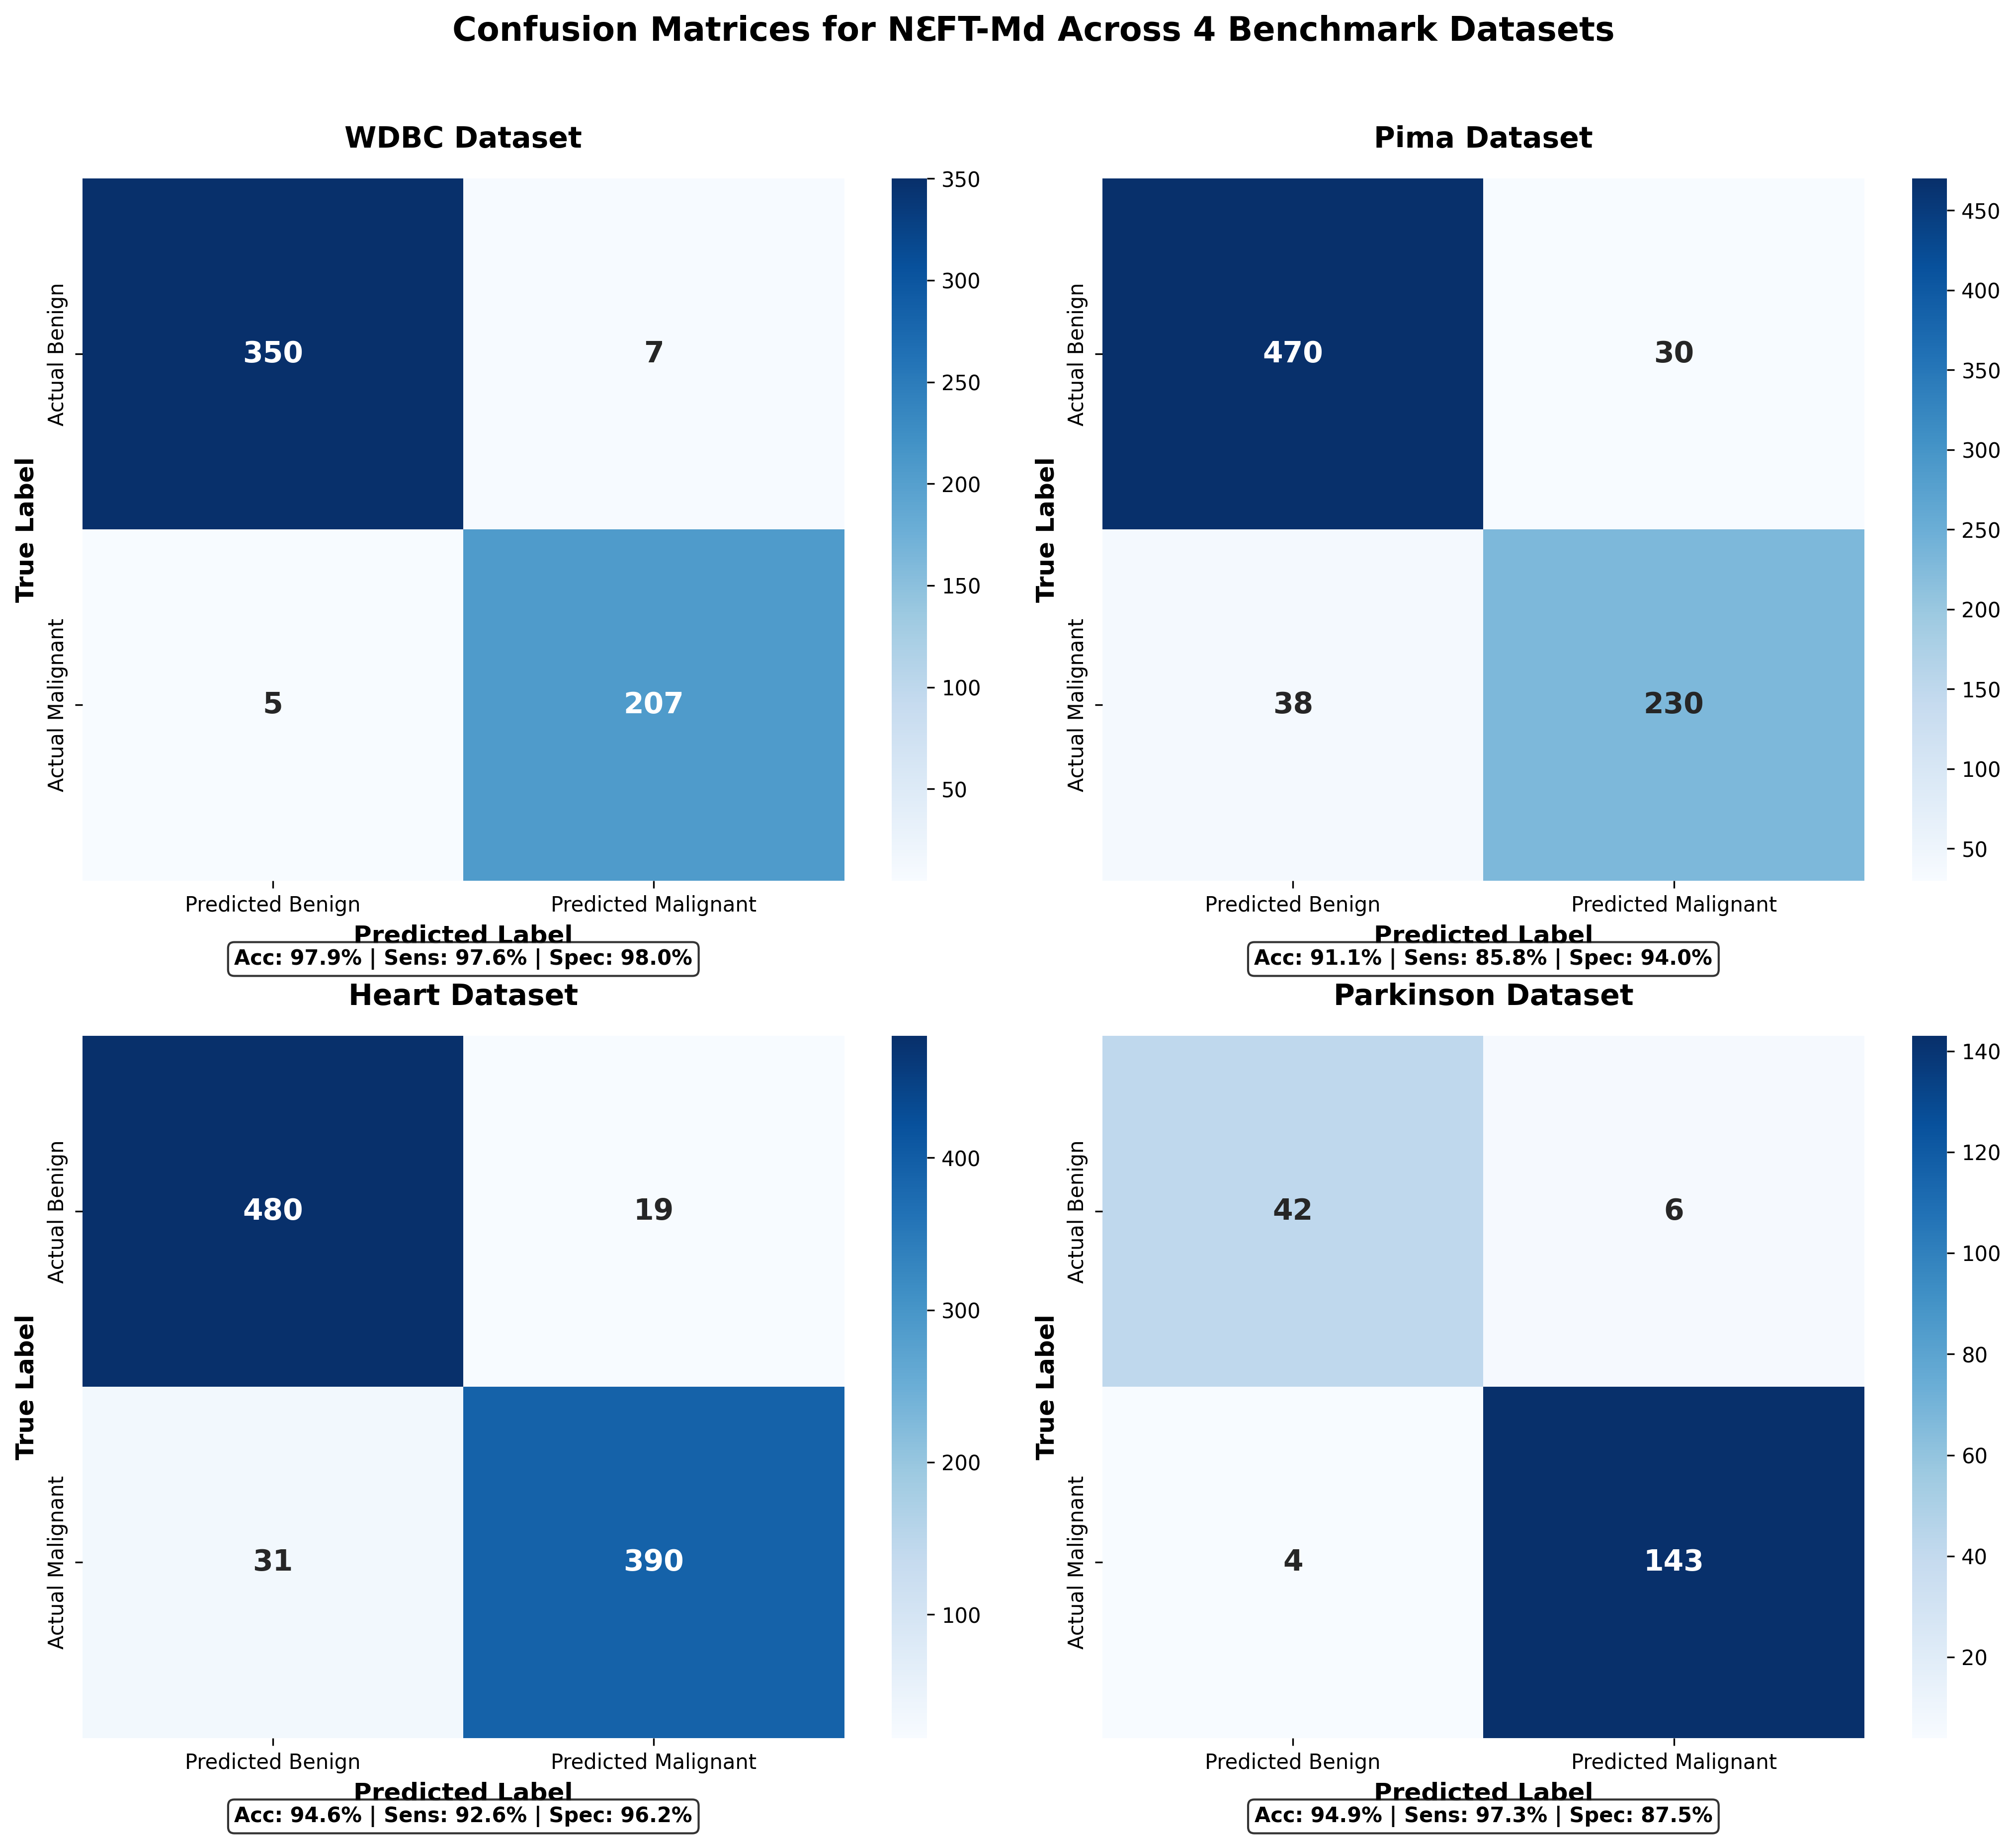 Confusion Matrices for NƐFT-Md Across 4 Benchmark Datasets
WDBC Dataset
350
300
250
200
150
100
50
True Label
Actual Benign
Actual Malignant
350 7
5 207
Predicted Benign Predicted Malignant
Predicted Label
Acc: 97.9% | Sens: 97.6% | Spec: 98.0%
Pima Dataset
450
400
350
300
250
200
150
100
50
True Label
Actual Benign
Actual Malignant
470 30
38 230
Predicted Benign Predicted Malignant
Predicted Label
Acc: 91.1% | Sens: 85.8% | Spec: 94.0%
Heart Dataset
400
300
200
100
True Label
Actual Benign
Actual Malignant
480 19
31 390
Predicted Benign Predicted Malignant
Predicted Label
Acc: 94.6% | Sens: 92.6% | Spec: 96.2%
Parkinson Dataset
140
120
100
80
60
40
20
True Label
Actual Benign
Actual Malignant
42 6
4 143
Predicted Benign Predicted Malignant
Predicted Label
Acc: 94.9% | Sens: 97.3% | Spec: 87.5%